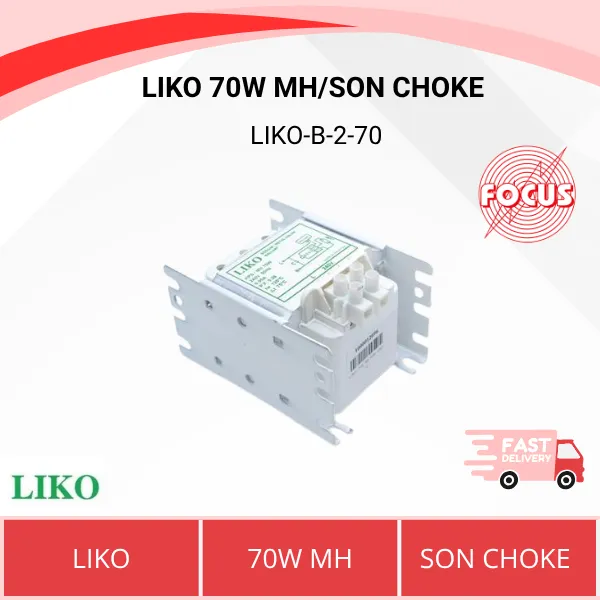 LIKO 70W MH/SON CHOKE
LIKO-B-2-70
FOCUS
LIKO
FAST
DELIVERY
LIKO
LIKO
70W MH
SON CHOKE